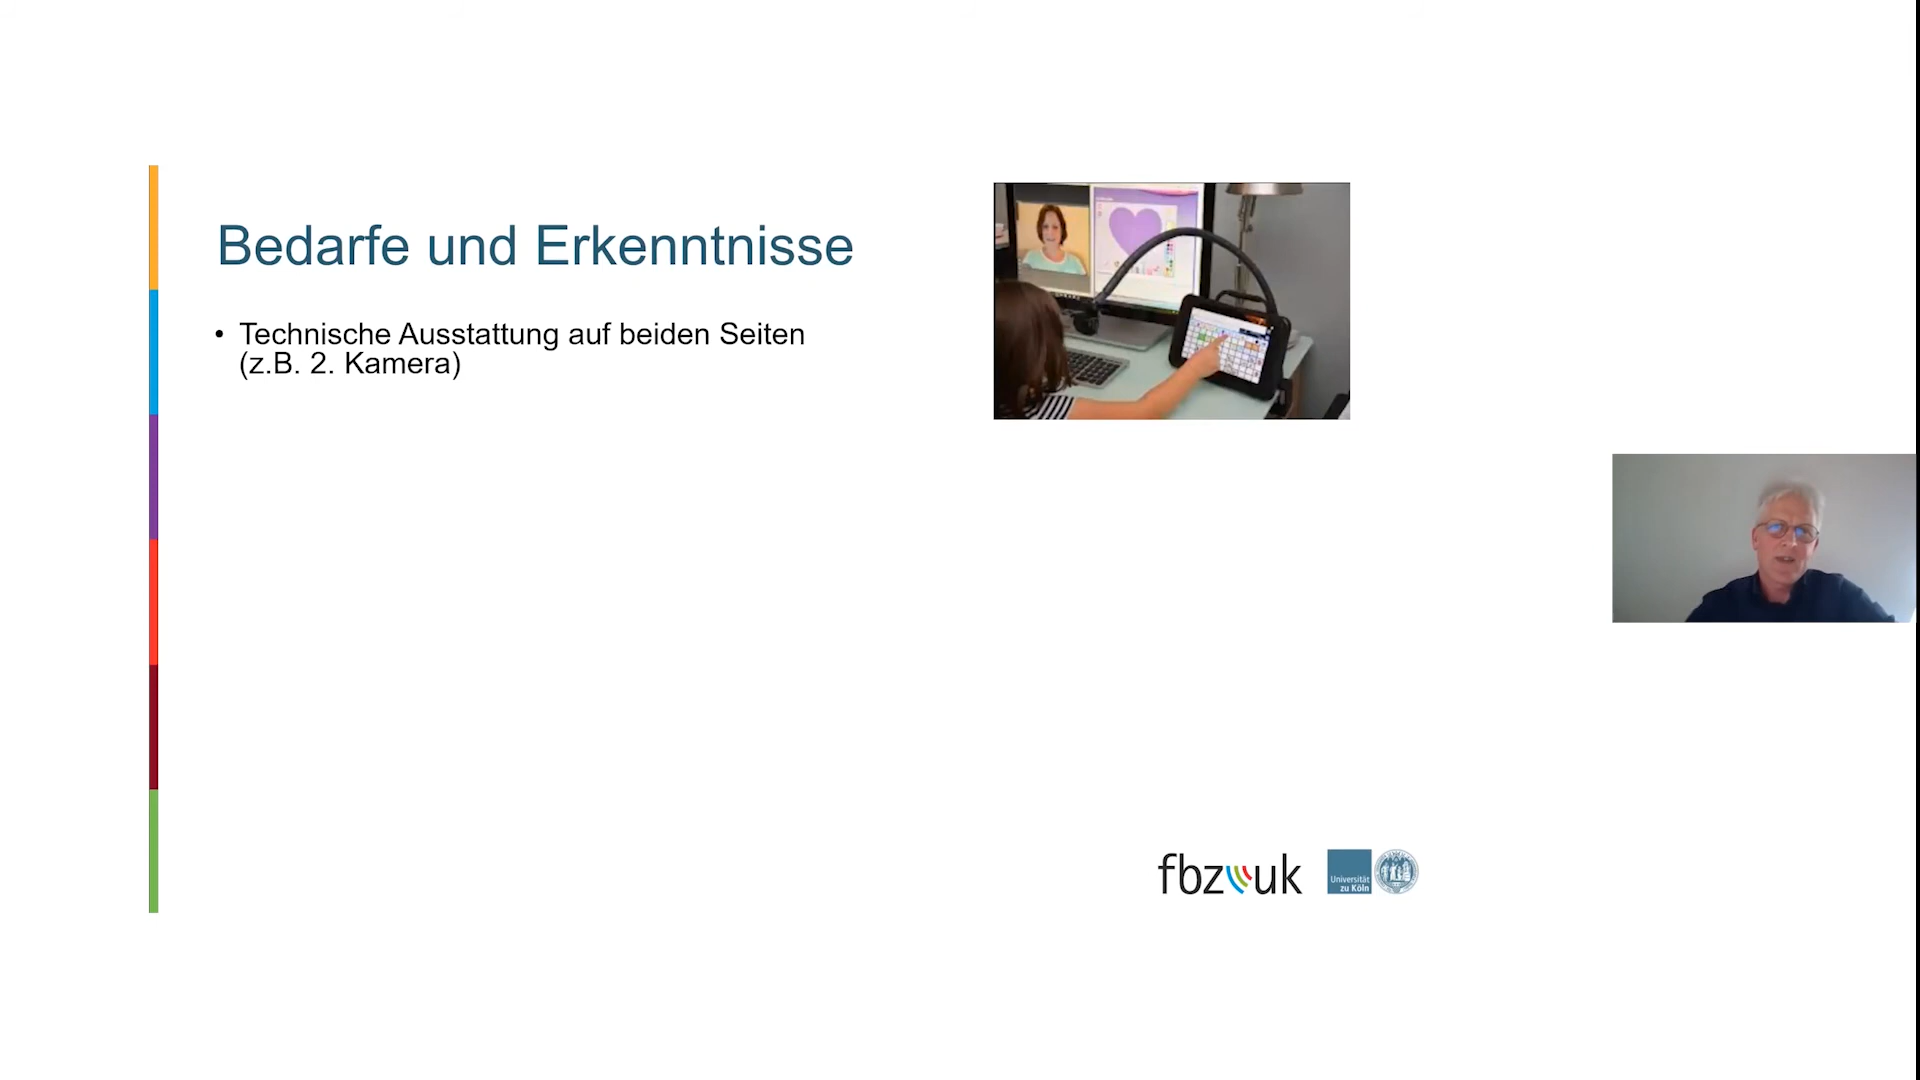 Bedarfe und Erkenntnisse
• Technische Ausstattung auf beiden Seiten
(z.B. 2. Kamera)
fbz uk
Universität
zu Köln